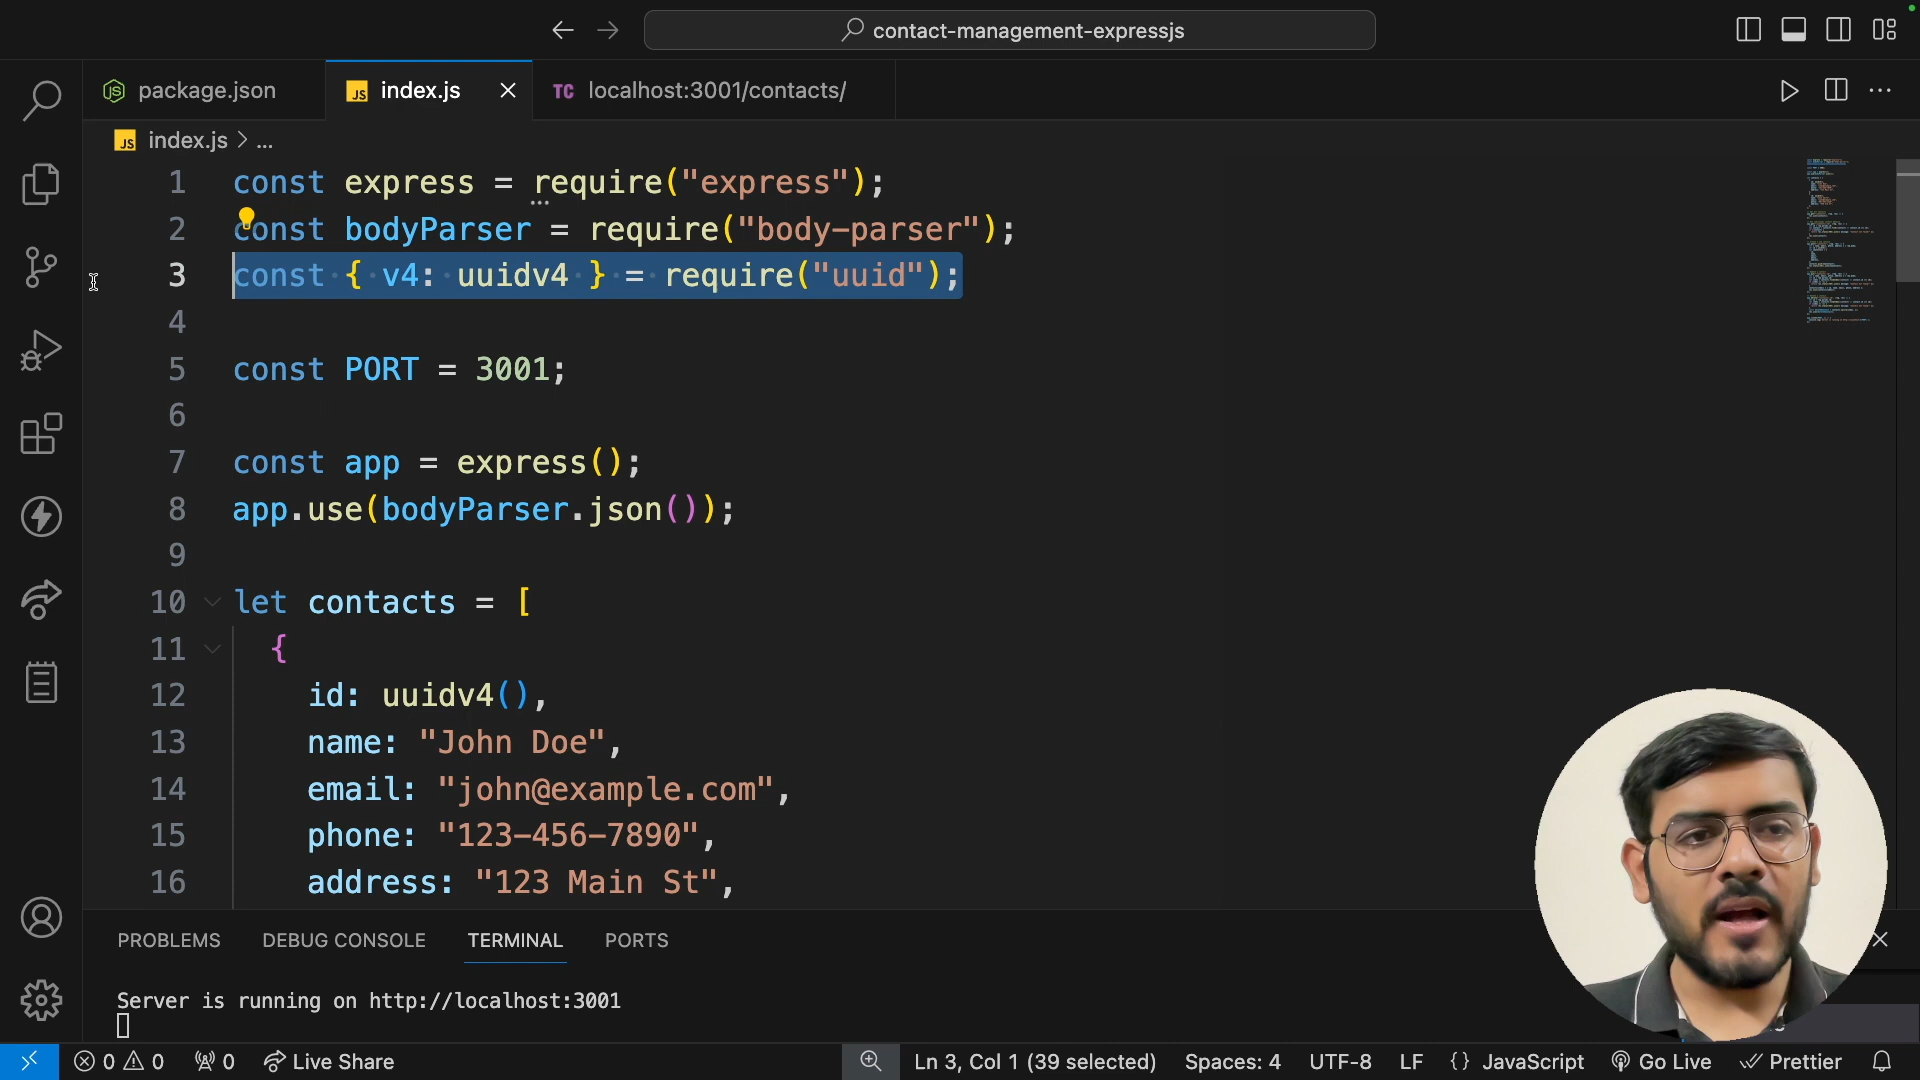 contact-management-expressjs
package.json
index.js
TC localhost:3001/contacts/
JS index.js > ...
1 const express = require("express");
2 const bodyParser = require("body-parser");
3 const { v4: uuidv4 } = require("uuid");
4
5 const PORT = 3001;
6
7 const app = express();
8 app.use(bodyParser.json());
9
10 let contacts = [
11 {
12 id: uuidv4(),
13 name: "John Doe",
14 email: "john@example.com",
15 phone: "123-456-7890",
16 address: "123 Main St",
PROBLEMS DEBUG CONSOLE TERMINAL PORTS
Server is running on http://localhost:3001
0 0 0 Live Share Ln 3, Col 1 (39 selected) Spaces: 4 UTF-8 LF {} JavaScript Go Live Prettier